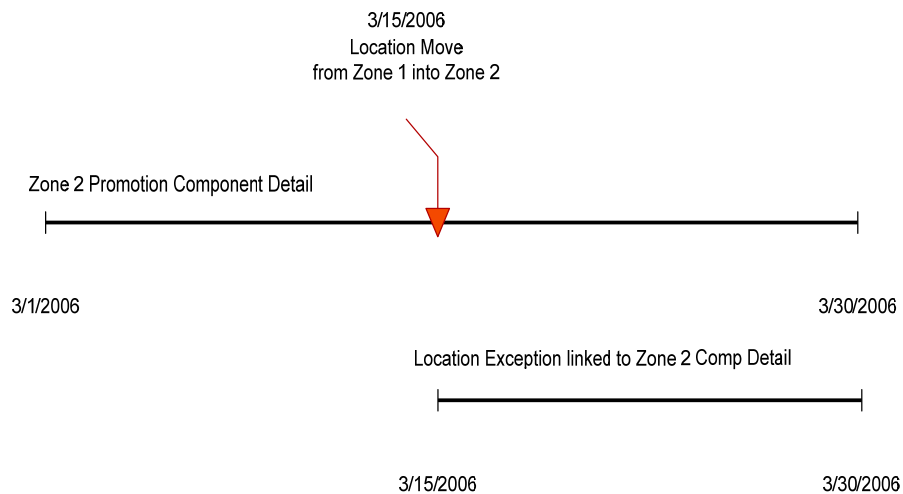 3/15/2006
Location Move
from Zone 1 into Zone 2
Zone 2 Promotion Component Detail
3/1/2006
3/30/2006
Location Exception linked to Zone 2 Comp Detail
3/15/2006
3/30/2006